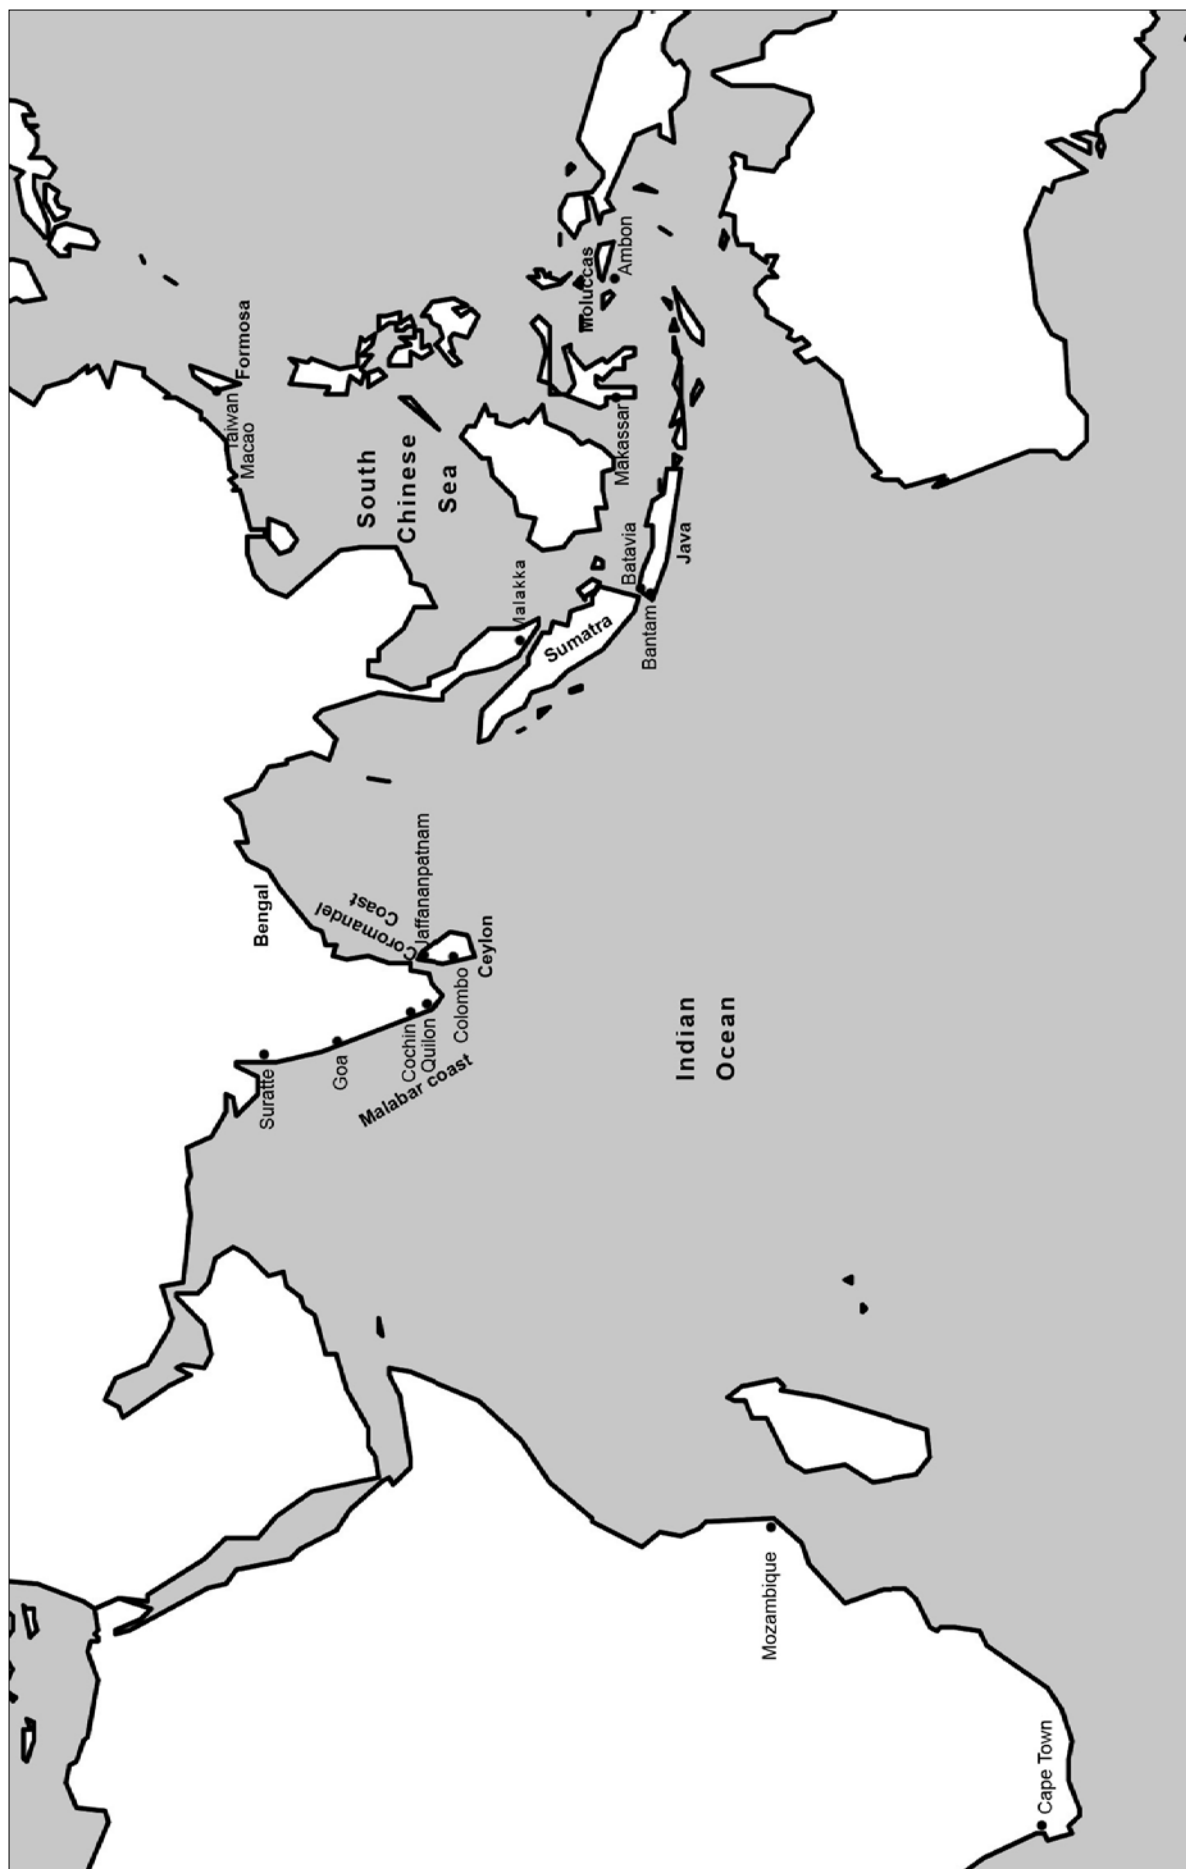 Formosa
Taiwan
Macao
South
Chinese
Sea
Moluccas
Ambon
Makassar
Malakka
Sumatra
Batavia
Bantam
Java
Bengal
Coromandel
Coast
Jaffananpatnam
Ceylon
Colombo
Suratte
Goa
Cochin
Quilon
Malabar coast
Indian
Ocean
Mozambique
Cape Town